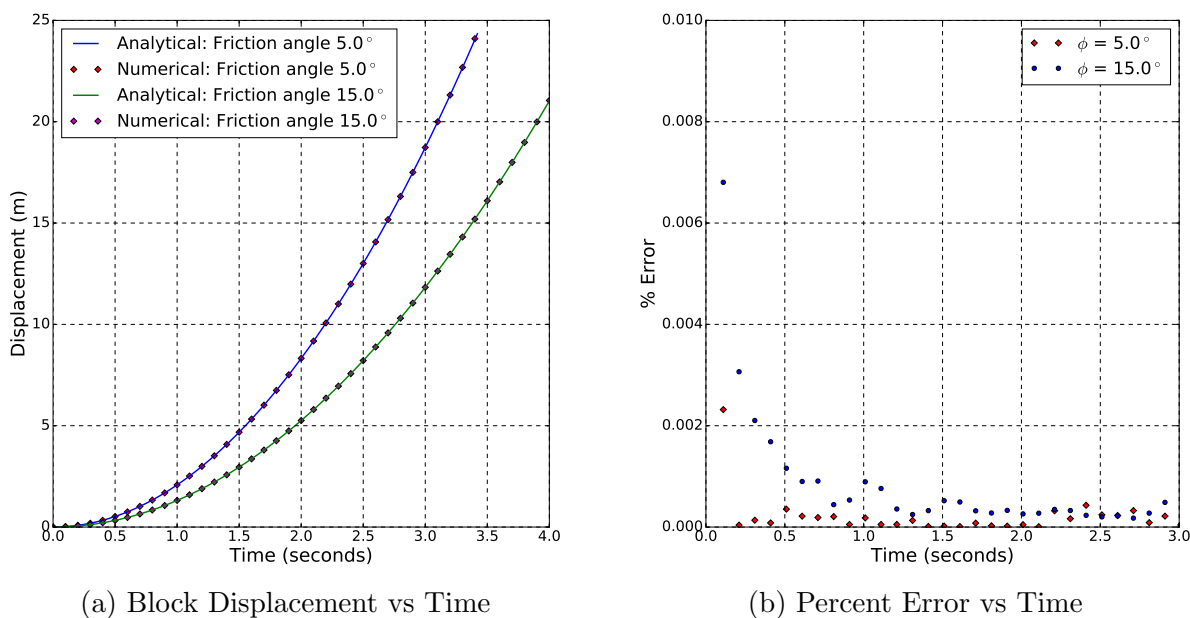 25
20
15
10
5
0
0.0 0.5 1.0 1.5 2.0 2.5 3.0 3.5 4.0
Displacement (m)
Time (seconds)
Analytical: Friction angle 5.0°
Numerical: Friction angle 5.0°
Analytical: Friction angle 15.0°
Numerical: Friction angle 15.0°
(a) Block Displacement vs Time
0.010
0.008
0.006
0.004
0.002
0.000
0.0 0.5 1.0 1.5 2.0 2.5 3.0
% Error
Time (seconds)
ϕ = 5.0°
ϕ = 15.0°
(b) Percent Error vs Time